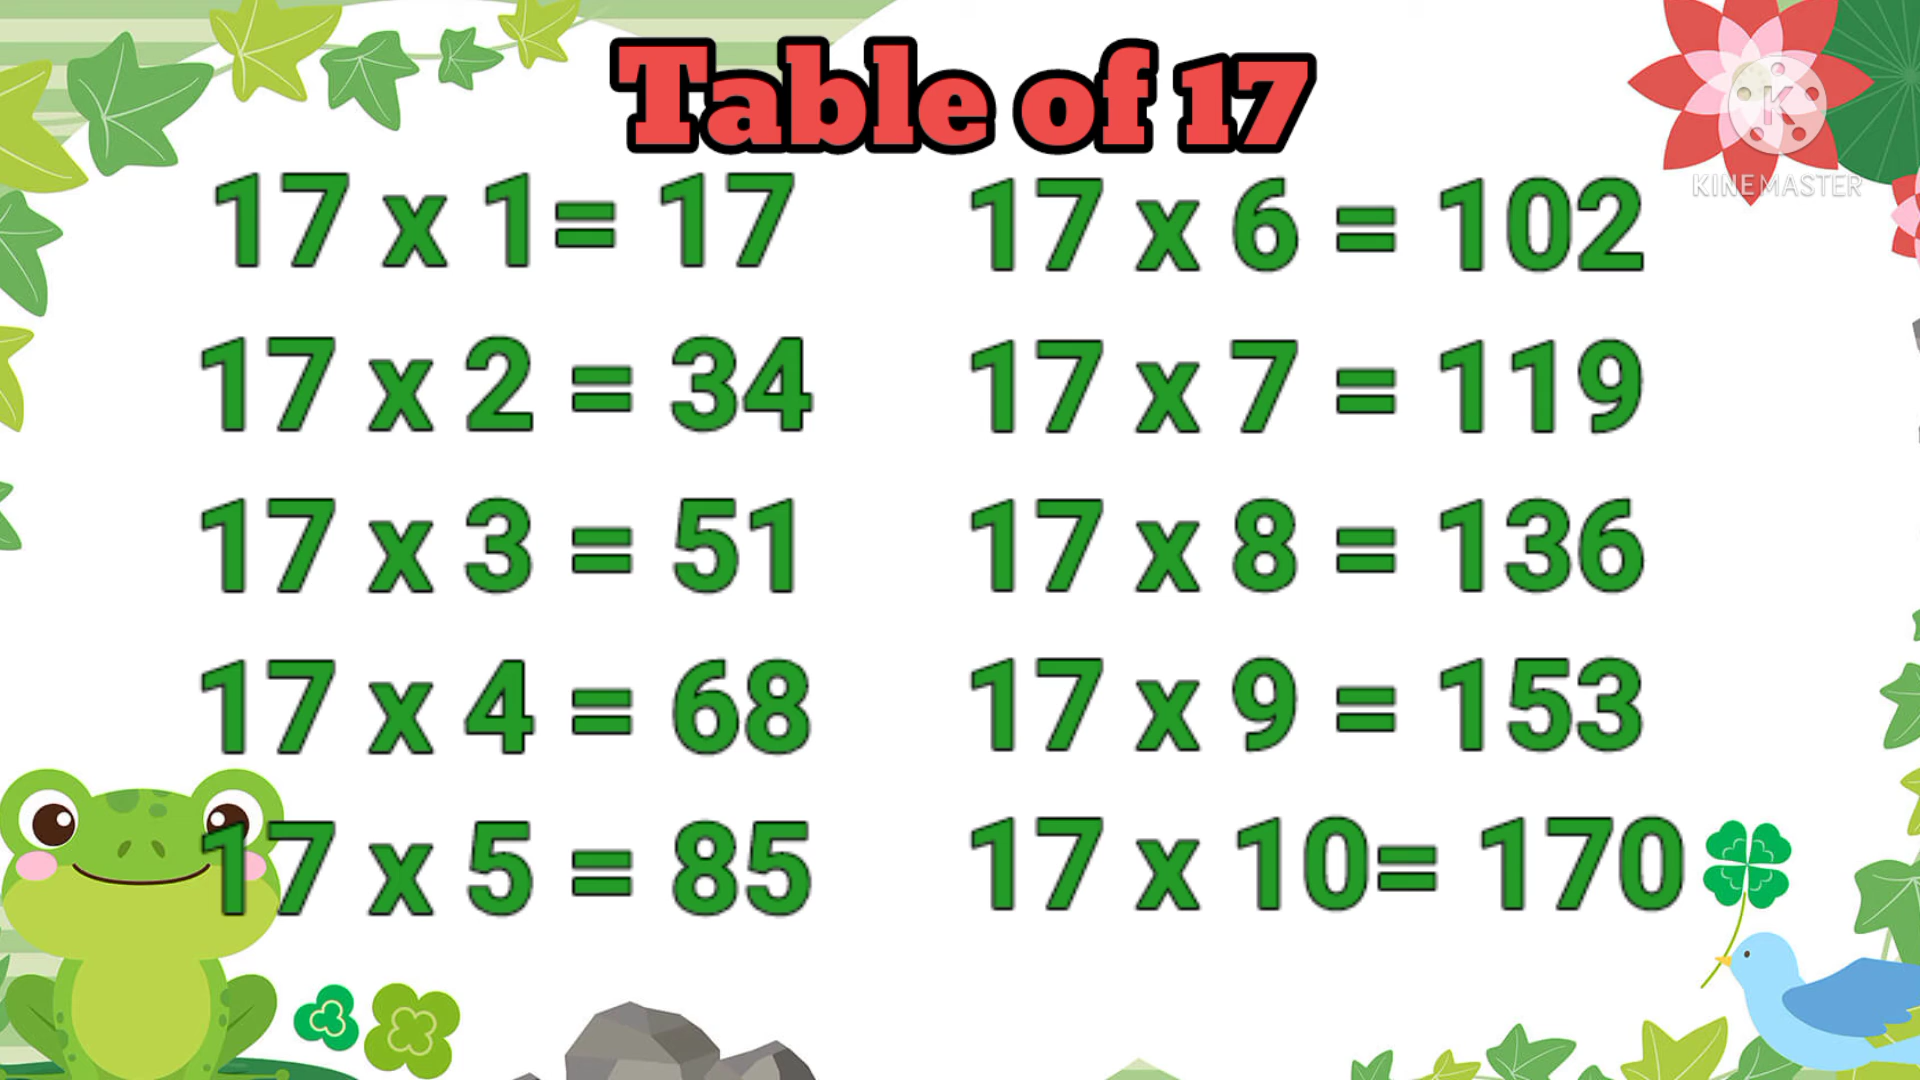 Table of 17
17 x 1= 17
17 x 2 = 34
17 x 3 = 51
17 x 4 = 68
17 x 5 = 85
17 x 6 = 102
17 x 7 = 119
17 x 8 = 136
17 x 9 = 153
17 x 10= 170
K
KINEMASTER